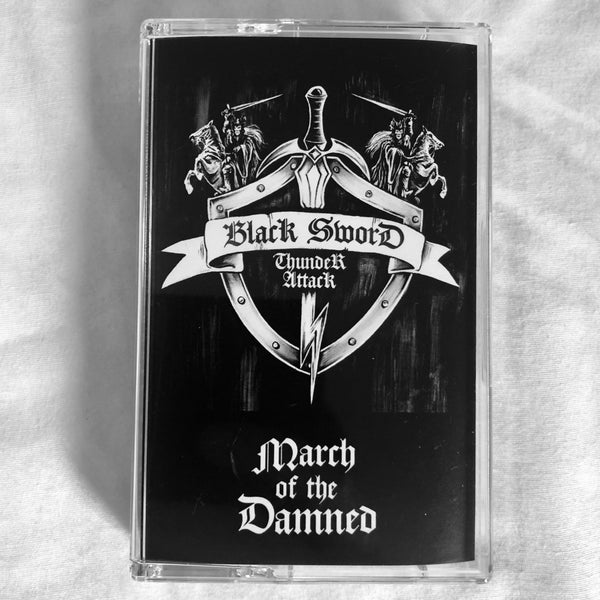 Black Sword
Thunder
Attack
March
of the
Damned